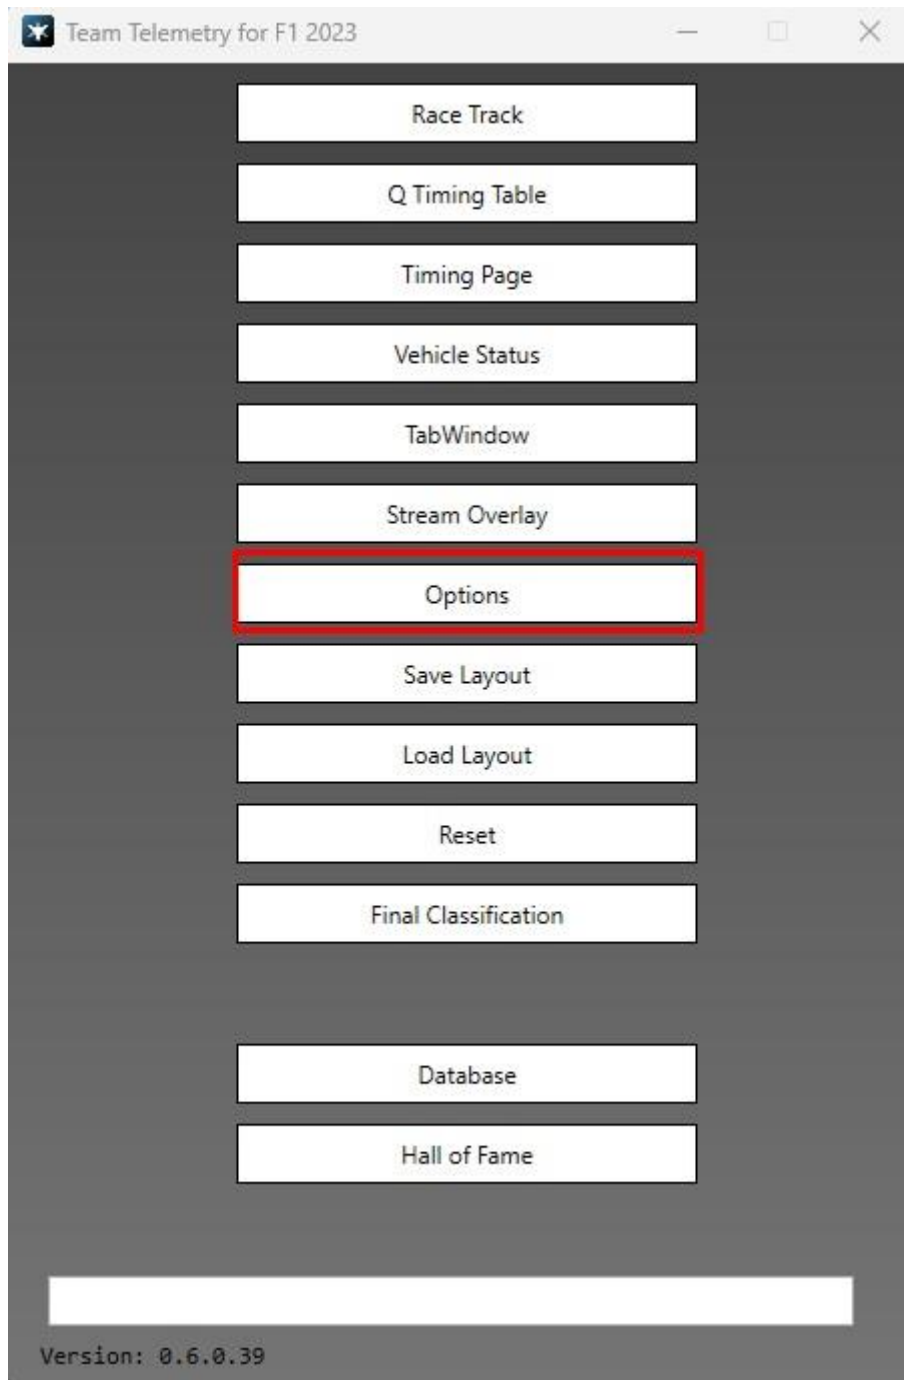 Team Telemetry for F1 2023
Race Track
Q Timing Table
Timing Page
Vehicle Status
TabWindow
Stream Overlay
Options
Save Layout
Load Layout
Reset
Final Classification
Database
Hall of Fame
Version: 0.6.0.39